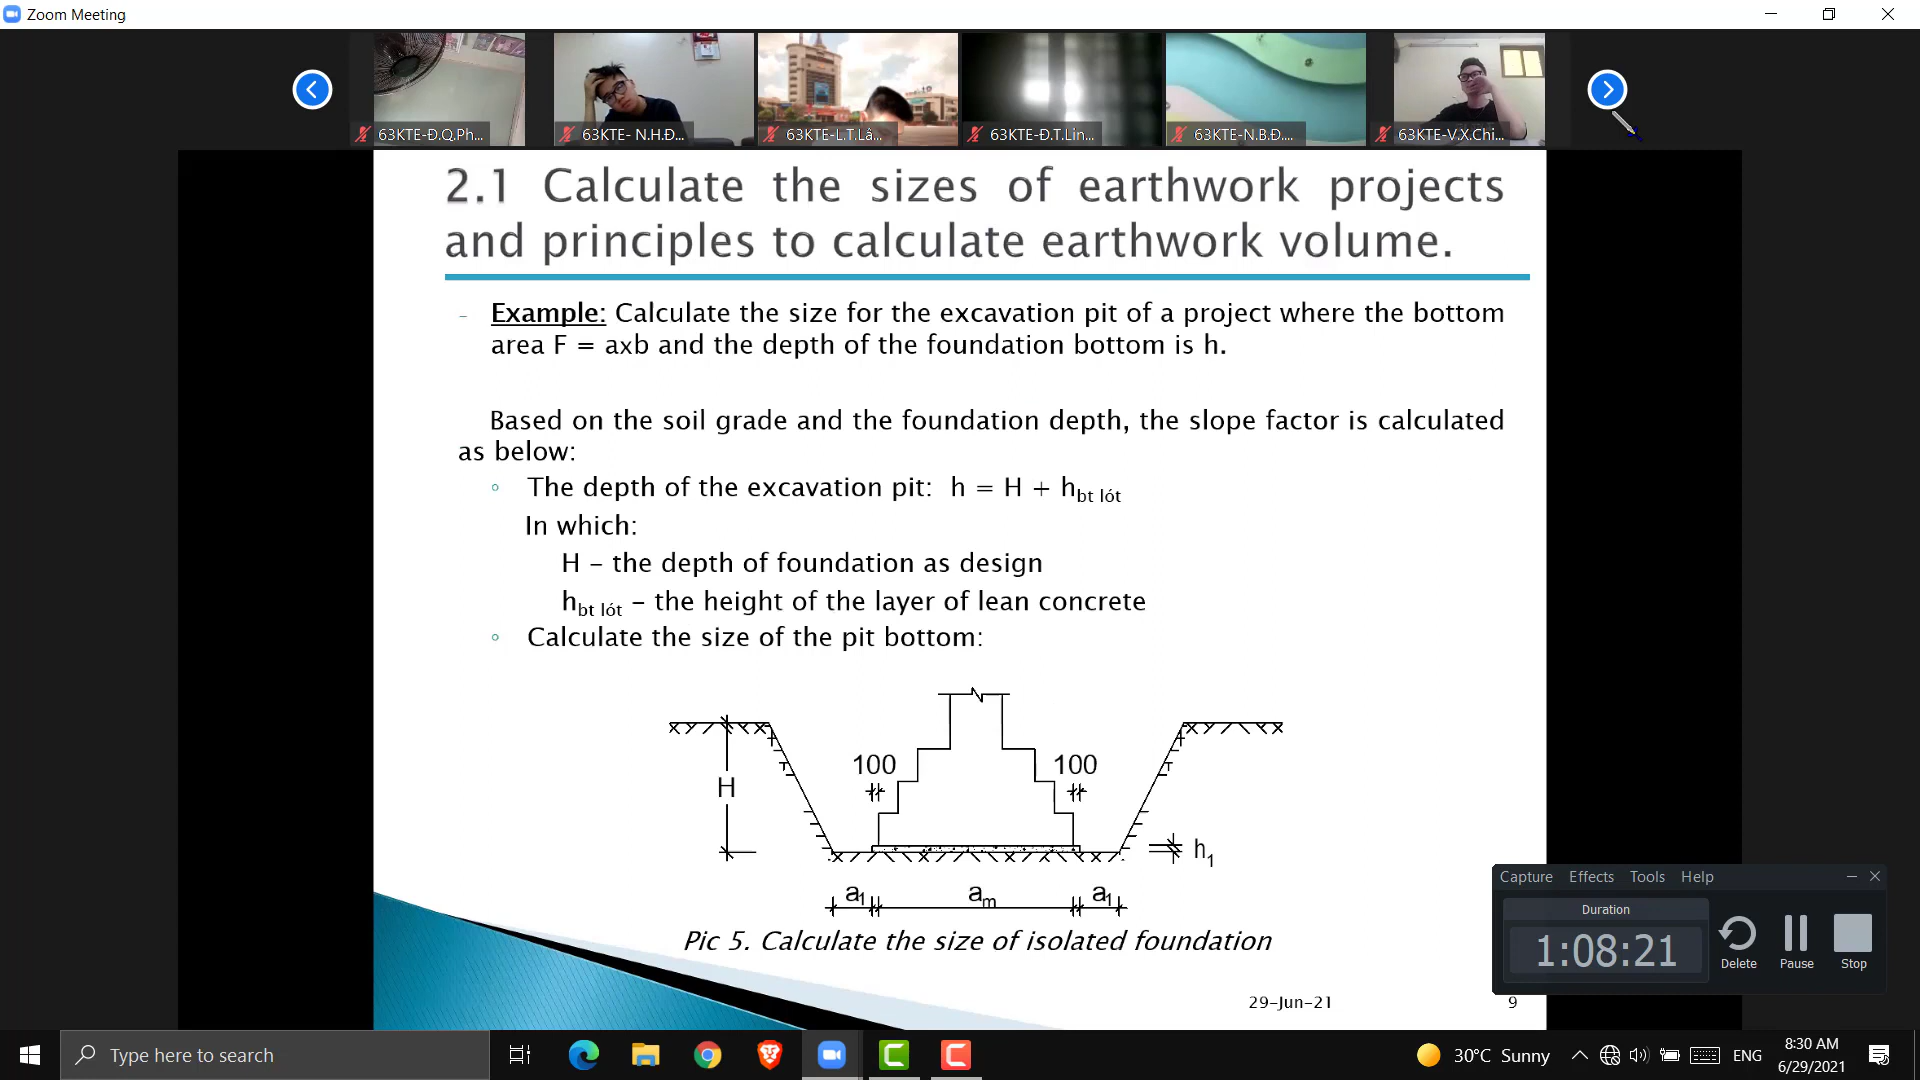 Zoom Meeting
63KTE-Đ.Q.Ph...
63KTE- N.H.Đ...
63KTE-L.T.Lâ...
63KTE-Đ.T.Lin...
63KTE-N.B.Đ....
63KTE-V.X.Chi...
2.1 Calculate the sizes of earthwork projects
and principles to calculate earthwork volume.
- Example: Calculate the size for the excavation pit of a project where the bottom
area F = axb and the depth of the foundation bottom is h.
Based on the soil grade and the foundation depth, the slope factor is calculated
as below:
◦ The depth of the excavation pit: h = H + hbt lót
In which:
H – the depth of foundation as design
hbt lót – the height of the layer of lean concrete
◦ Calculate the size of the pit bottom:
100 100
H
h1
a1 am a1
Pic 5. Calculate the size of isolated foundation
29-Jun-21 9
Capture Effects Tools Help
Duration
1:08:21
Delete Pause Stop
Type here to search
30°C Sunny
ENG
8:30 AM
6/29/2021